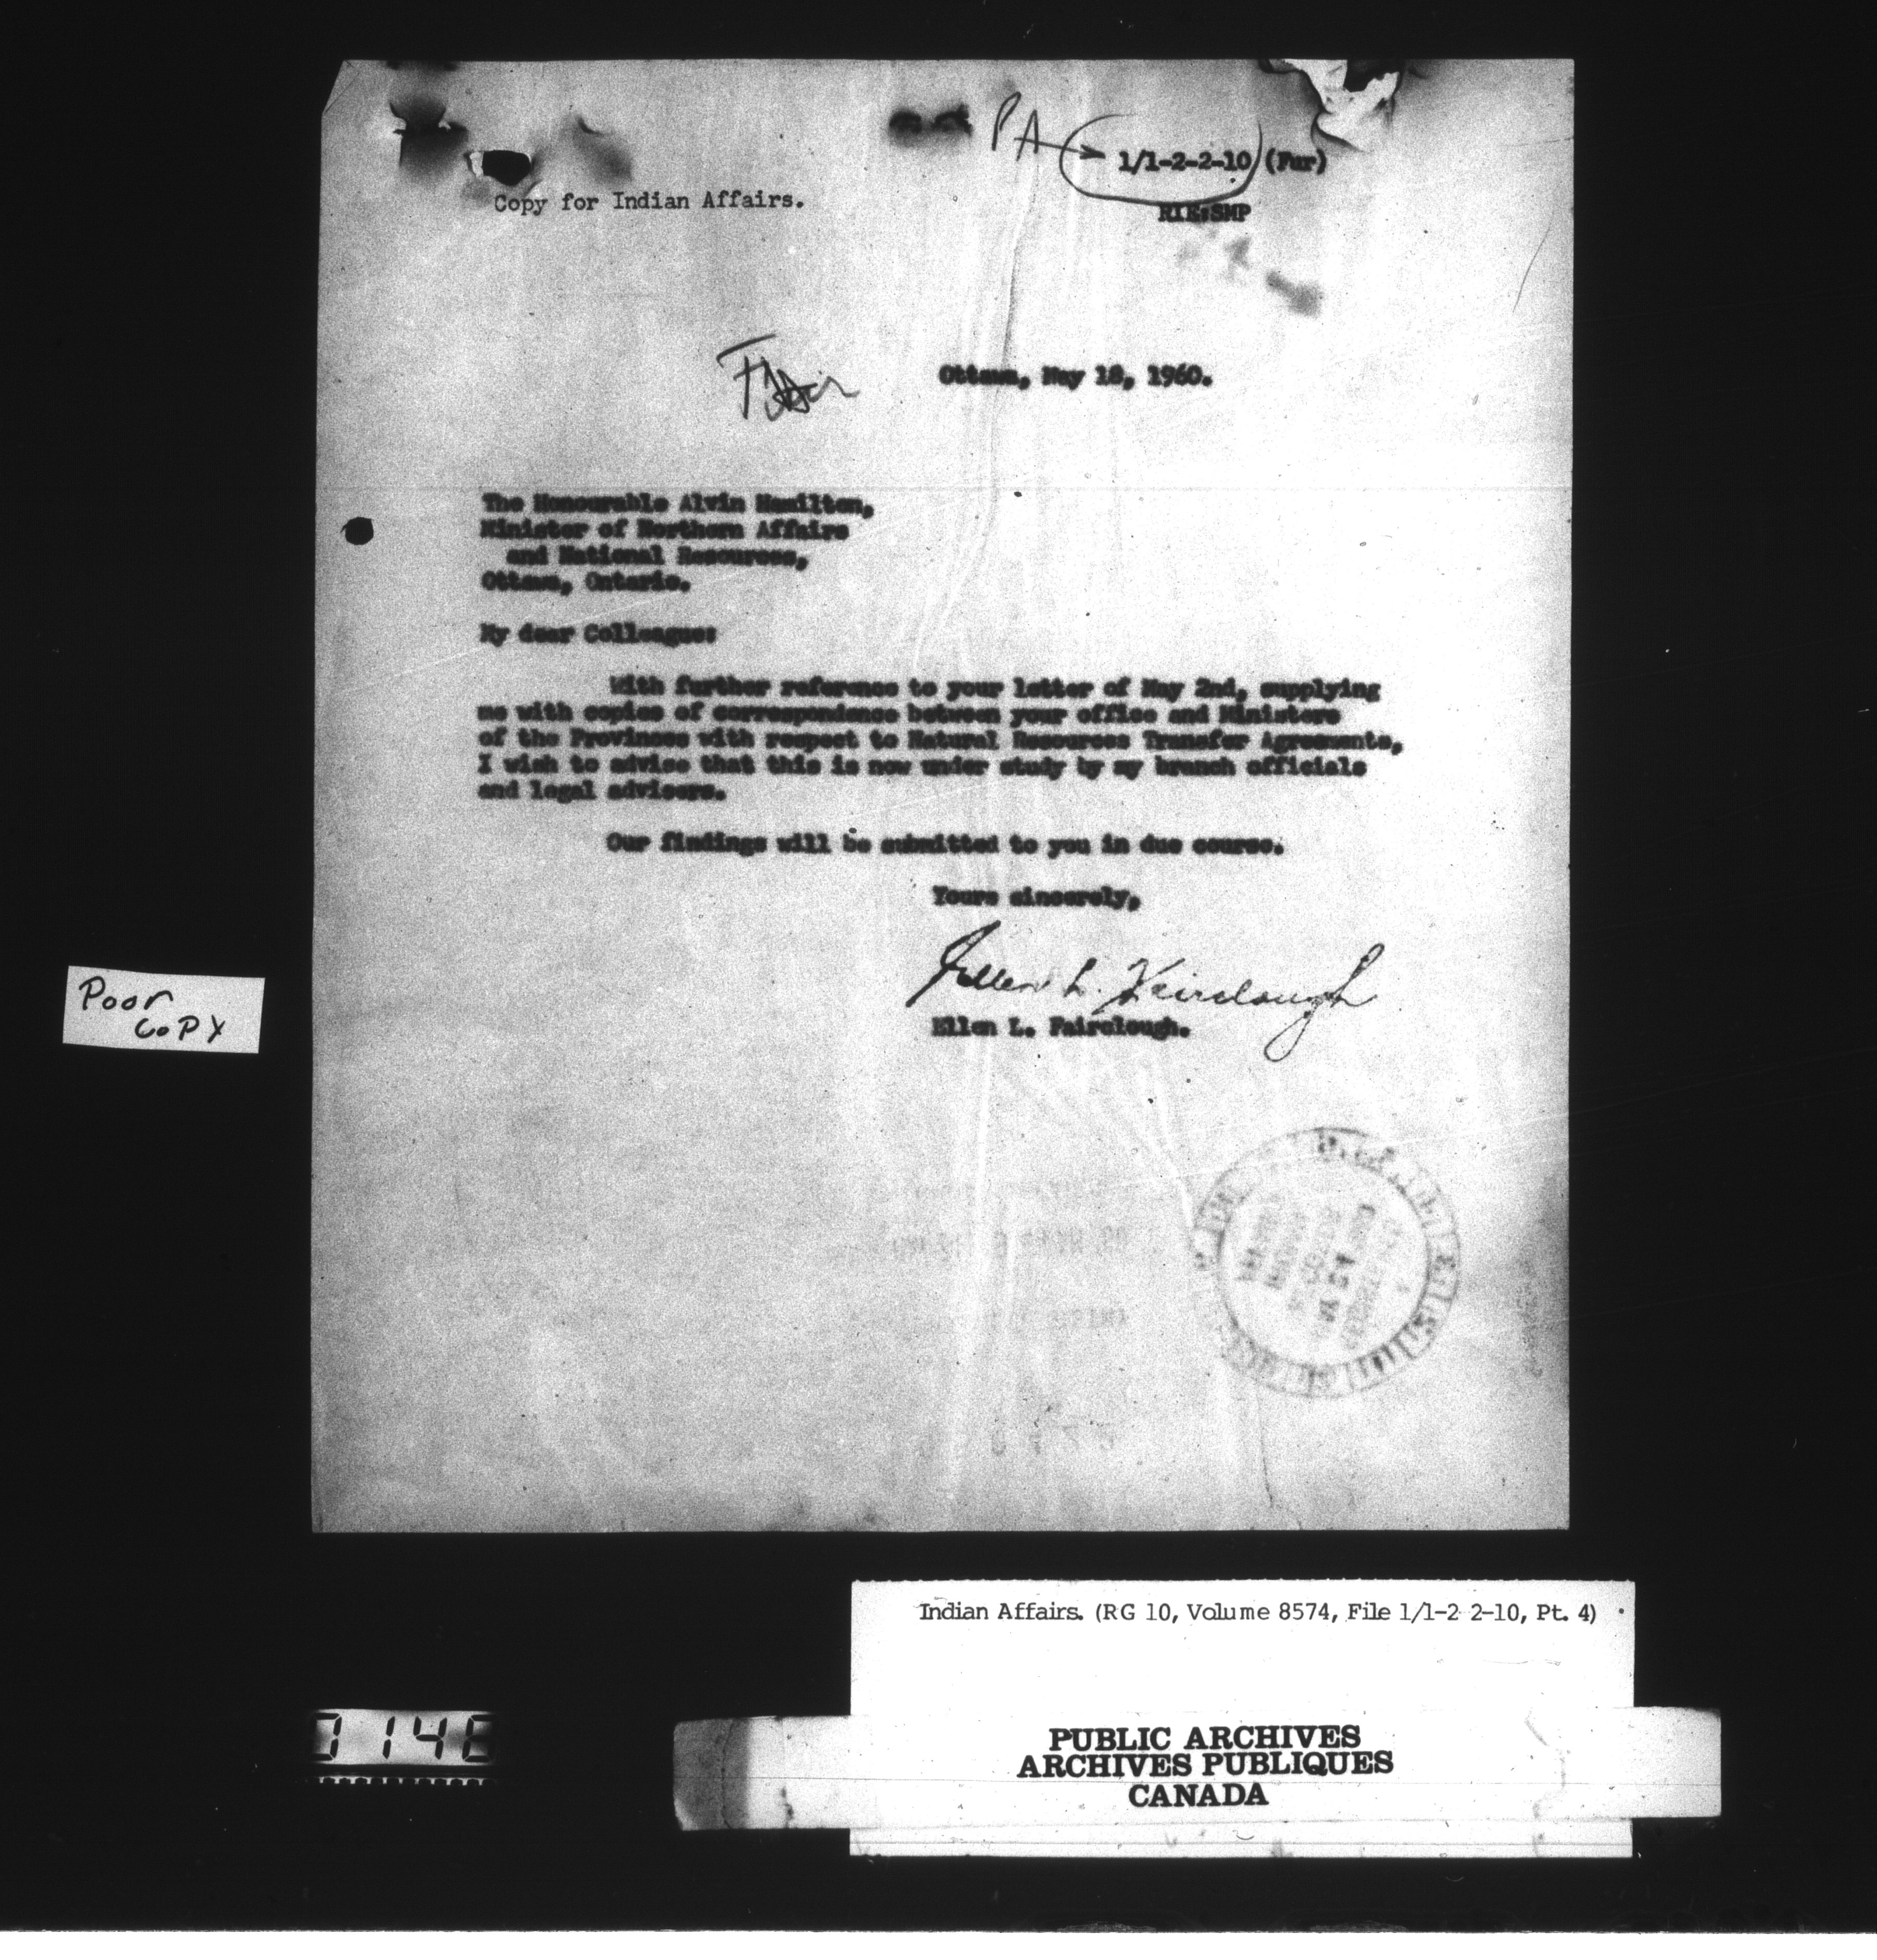 PA
1/1-2-2-10 (Fur)
Copy for Indian Affairs.
RIE:SMP
Ottawa, May 18, 1960.
The Honourable Alvin Hamilton,
Minister of Northern Affairs
and National Resources,
Ottawa, Ontario.
My dear Colleague:
With further reference to your letter of May 2nd, supplying
me with copies of correspondence between your office and Ministers
of the Provinces with respect to Natural Resources Transfer Agreements,
I wish to advise that this is now under study by my branch officials
and legal advisers.
Our findings will be submitted to you in due course.
Yours sincerely,
Ellen L. Fairclough
Ellen L. Fairclough.
Poor
Copy
Indian Affairs. (RG 10, Volume 8574, File 1/1-2 2-10, Pt. 4)
PUBLIC ARCHIVES
ARCHIVES PUBLIQUES
CANADA